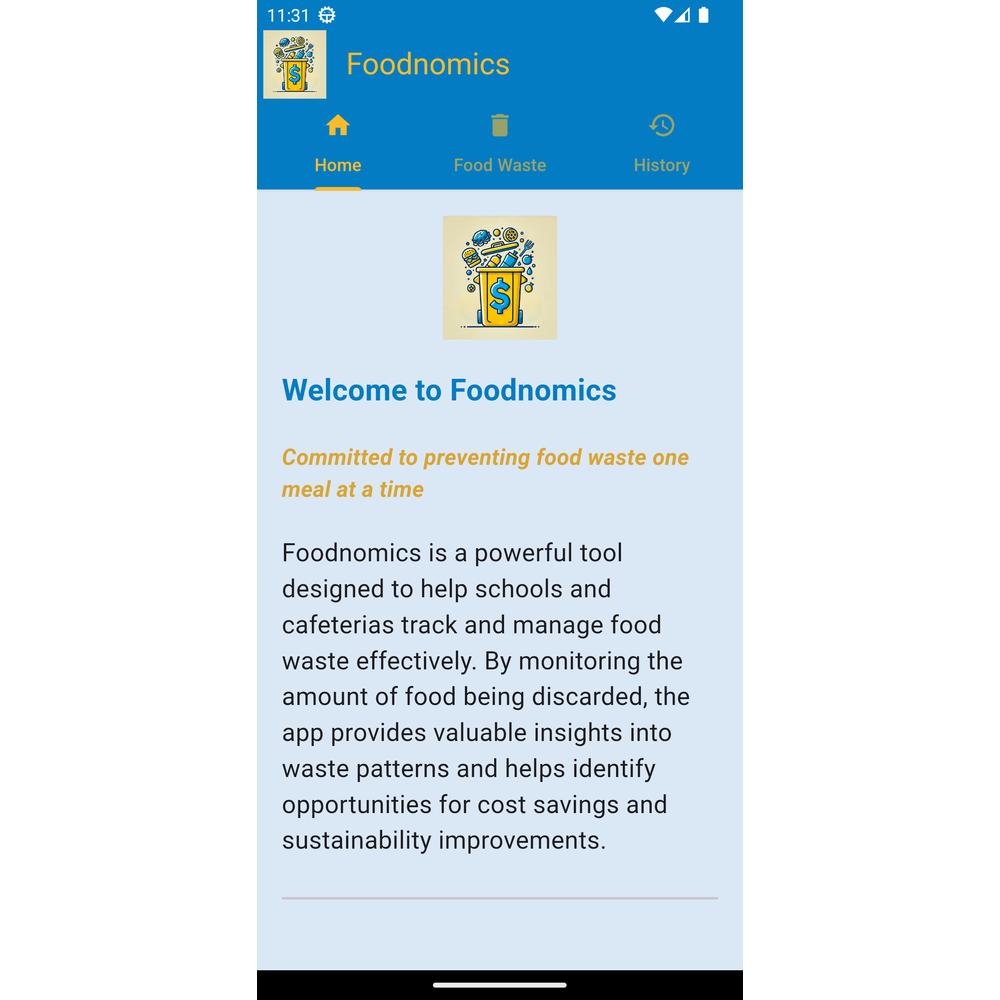 11:31
Foodnomics
Home
Food Waste
History
$
Welcome to Foodnomics
Committed to preventing food waste one
meal at a time
Foodnomics is a powerful tool
designed to help schools and
cafeterias track and manage food
waste effectively. By monitoring the
amount of food being discarded, the
app provides valuable insights into
waste patterns and helps identify
opportunities for cost savings and
sustainability improvements.